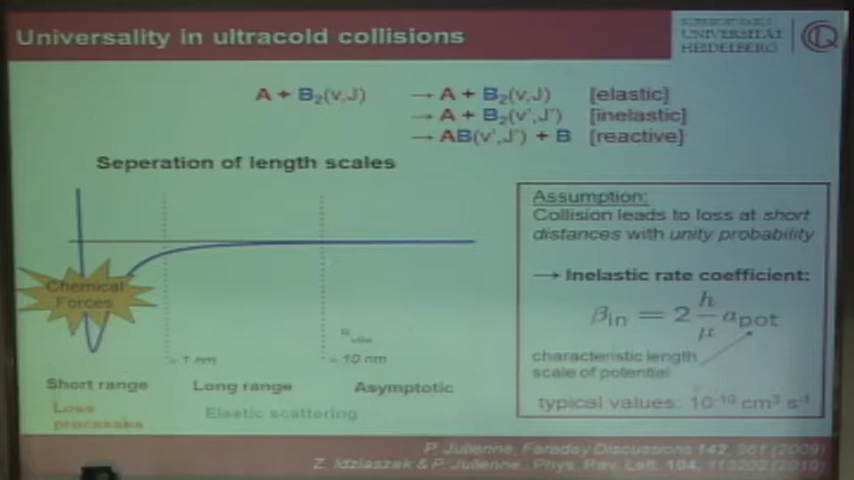 Universality in ultracold collisions
UNIVERSITÄT
HEIDELBERG
A + B₂(v,J) → A + B₂(v,J) [elastic]
→ A + B₂(v',J') [inelastic]
→ AB(v',J') + B [reactive]
Seperation of length scales
Assumption:
Collision leads to loss at short
distances with unity probability
→ Inelastic rate coefficient:
βin = 2 h/μ apot
characteristic length
scale of potential
typical values: 10⁻¹⁰ cm³ s⁻¹
Chemical
Forces
≈ 1 nm
≈ 10 nm
Short range
Long range
Asymptotic
Loss
processes
Elastic scattering
P. Julienne, Faraday Discussions 142, 361 (2009)
Z. Idziaszek & P. Julienne, Phys. Rev. Lett. 104, 113202 (2010)